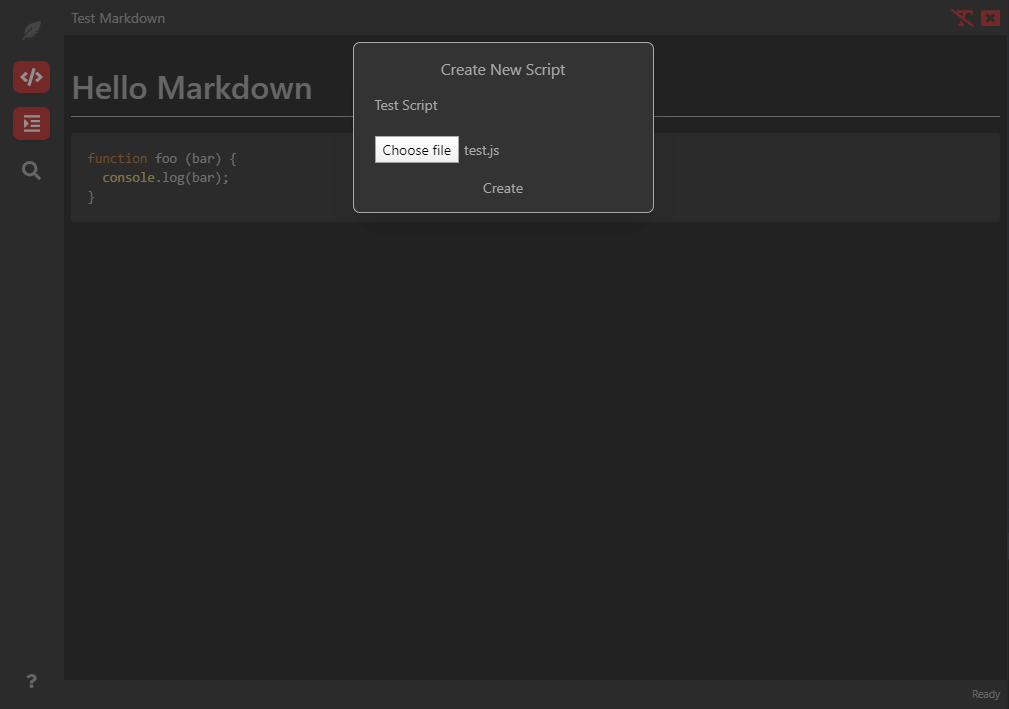 Test Markdown
Create New Script
Test Script
Choose file test.js
Create
Hello Markdown
function foo (bar) {
  console.log(bar);
}
?
Ready